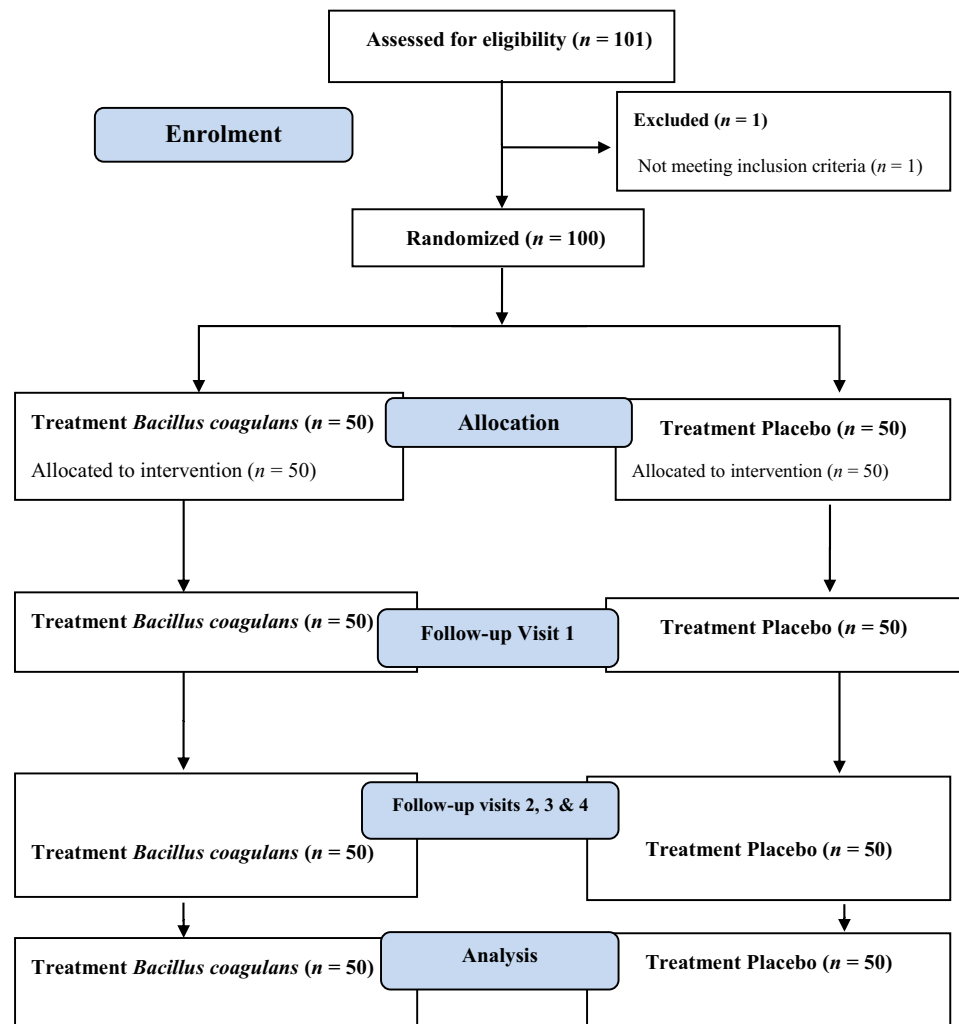 Assessed for eligibility (n = 101)
Enrolment
Excluded (n = 1)
Not meeting inclusion criteria (n = 1)
Randomized (n = 100)
Treatment Bacillus coagulans (n = 50)
Allocated to intervention (n = 50)
Allocation
Treatment Placebo (n = 50)
Allocated to intervention (n = 50)
Treatment Bacillus coagulans (n = 50)
Follow-up Visit 1
Treatment Placebo (n = 50)
Follow-up visits 2, 3 & 4
Treatment Bacillus coagulans (n = 50)
Treatment Placebo (n = 50)
Analysis
Treatment Bacillus coagulans (n = 50)
Treatment Placebo (n = 50)